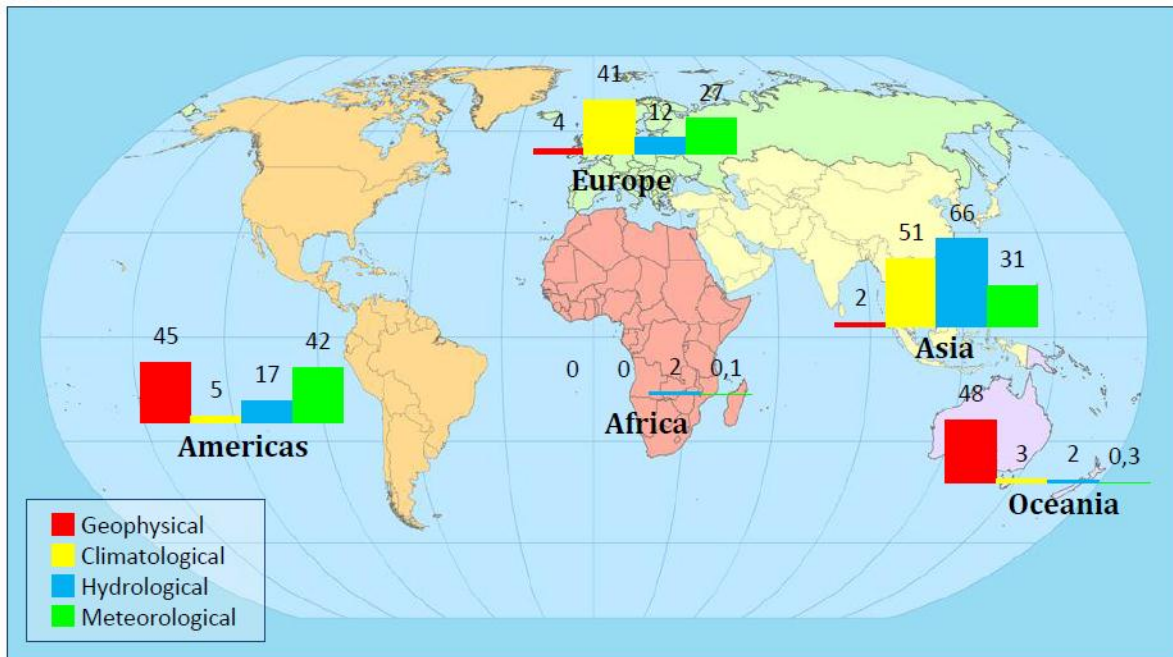 41
27
4
12
Europe
66
51
31
2
Asia
45
42
5
17
Americas
0
0
2
0,1
Africa
48
3
2
0,3
Oceania
Geophysical
Climatological
Hydrological
Meteorological